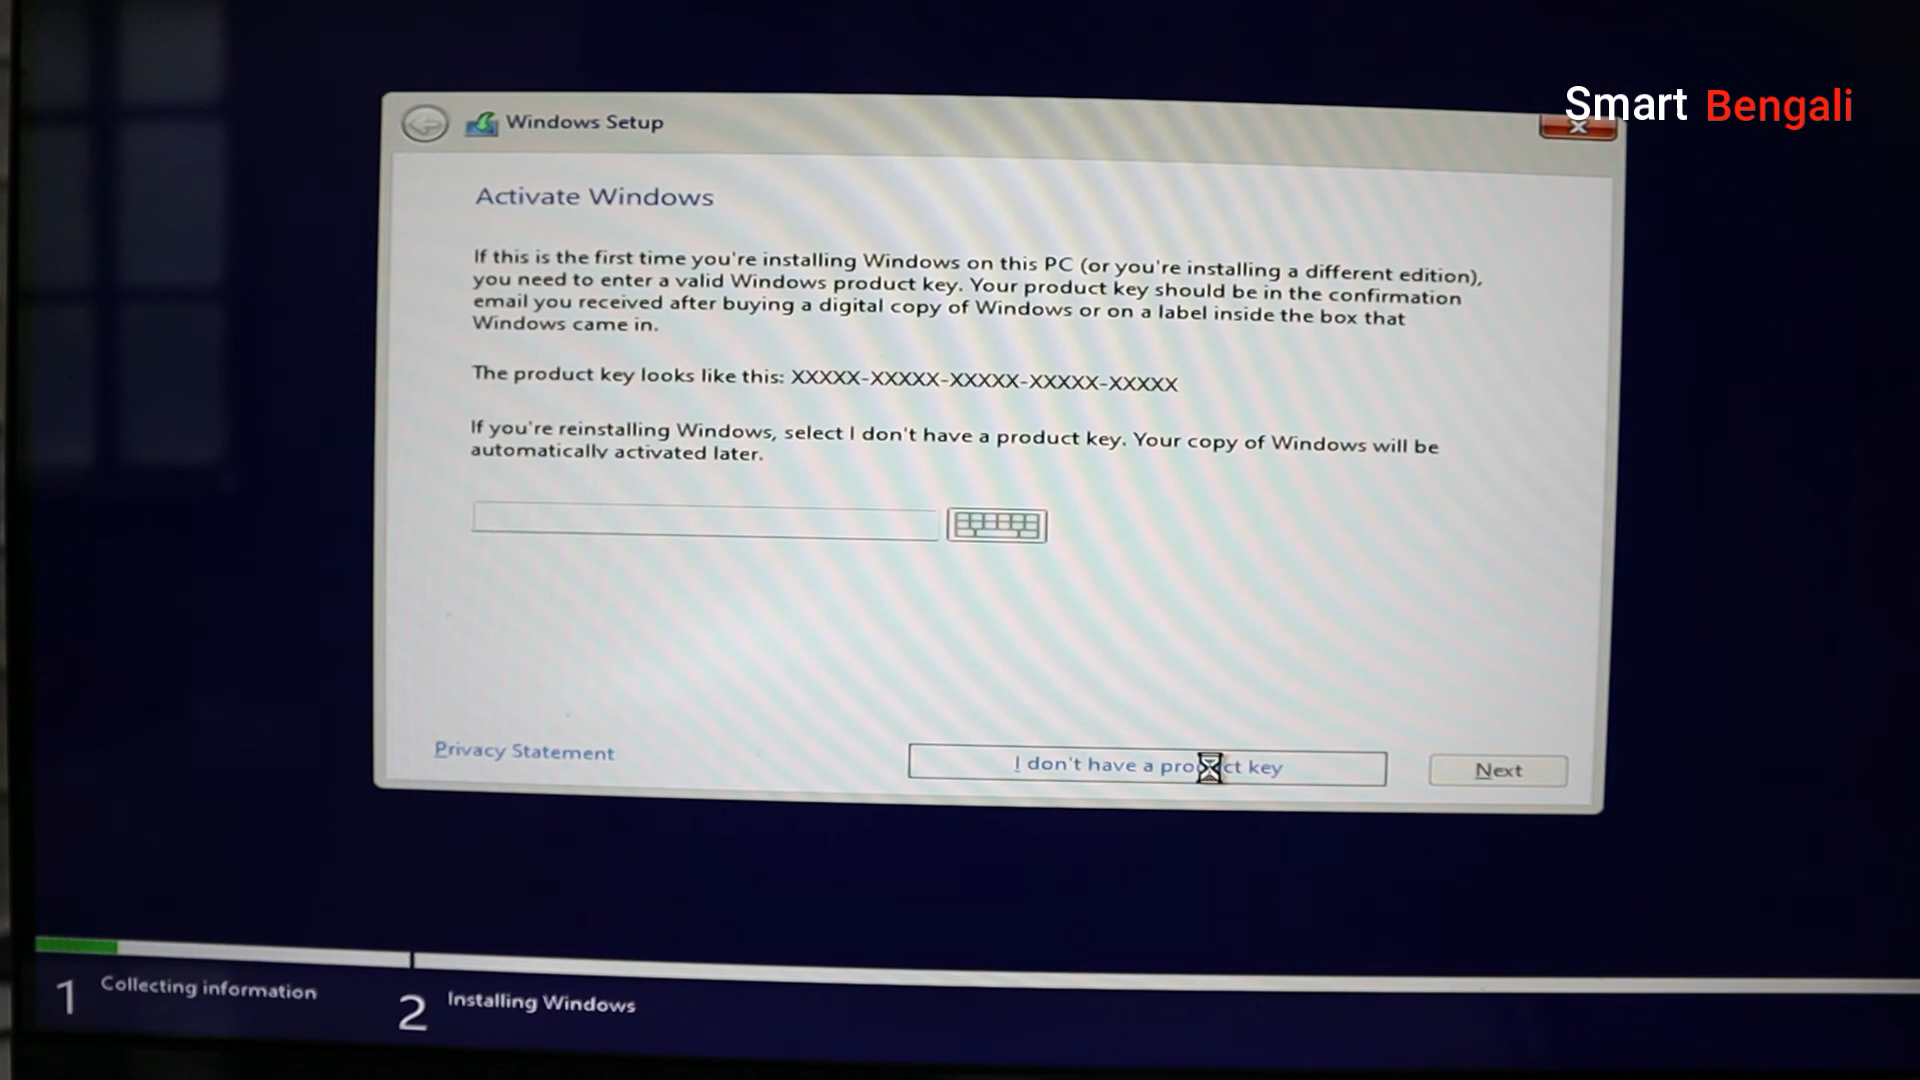 Smart Bengali
Windows Setup
Activate Windows
If this is the first time you're installing Windows on this PC (or you're installing a different edition),
you need to enter a valid Windows product key. Your product key should be in the confirmation
email you received after buying a digital copy of Windows or on a label inside the box that
Windows came in.
The product key looks like this: XXXXX-XXXXX-XXXXX-XXXXX-XXXXX
If you're reinstalling Windows, select I don't have a product key. Your copy of Windows will be
automatically activated later.
Privacy Statement
I don't have a product key
Next
1 Collecting information
2 Installing Windows